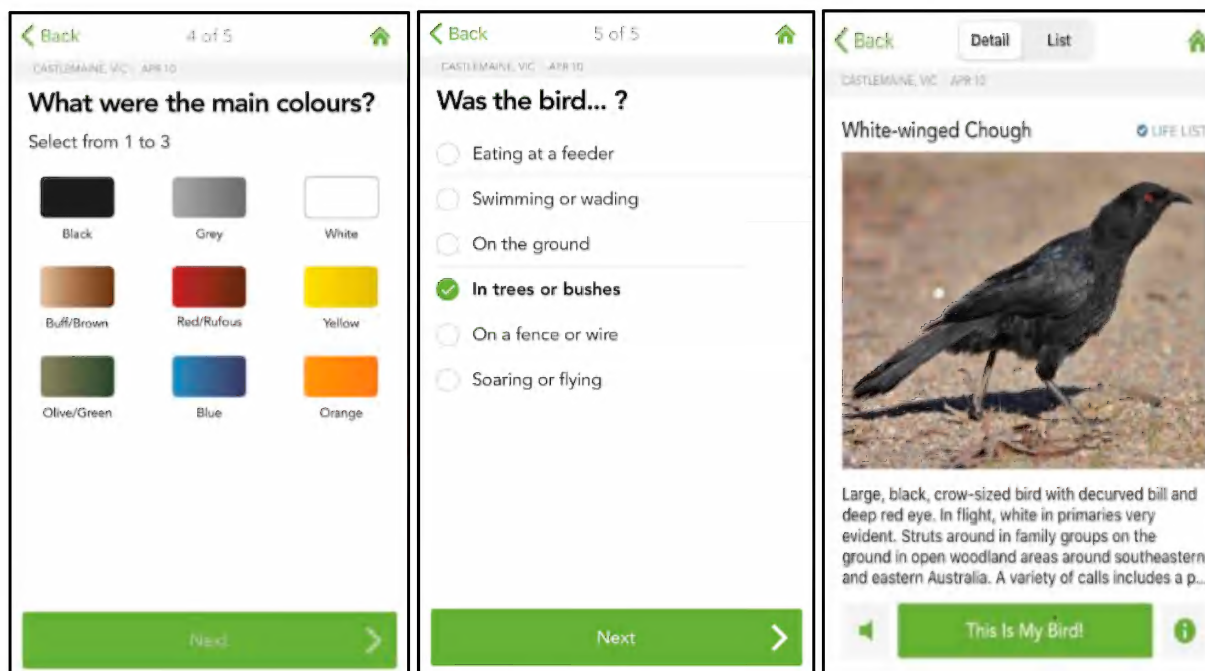 Back
4 of 5
CASTLEMAINE, VIC APR 10
What were the main colours?
Select from 1 to 3
Black
Grey
White
Buff/Brown
Red/Rufous
Yellow
Olive/Green
Blue
Orange
Next
Back
5 of 5
CASTLEMAINE, VIC APR 10
Was the bird... ?
Eating at a feeder
Swimming or wading
On the ground
In trees or bushes
On a fence or wire
Soaring or flying
Next
Back
Detail
List
CASTLEMAINE, VIC APR 10
White-winged Chough
LIFE LIST
Large, black, crow-sized bird with decurved bill and
deep red eye. In flight, white in primaries very
evident. Struts around in family groups on the
ground in open woodland areas around southeastern
and eastern Australia. A variety of calls includes a p...
This Is My Bird!